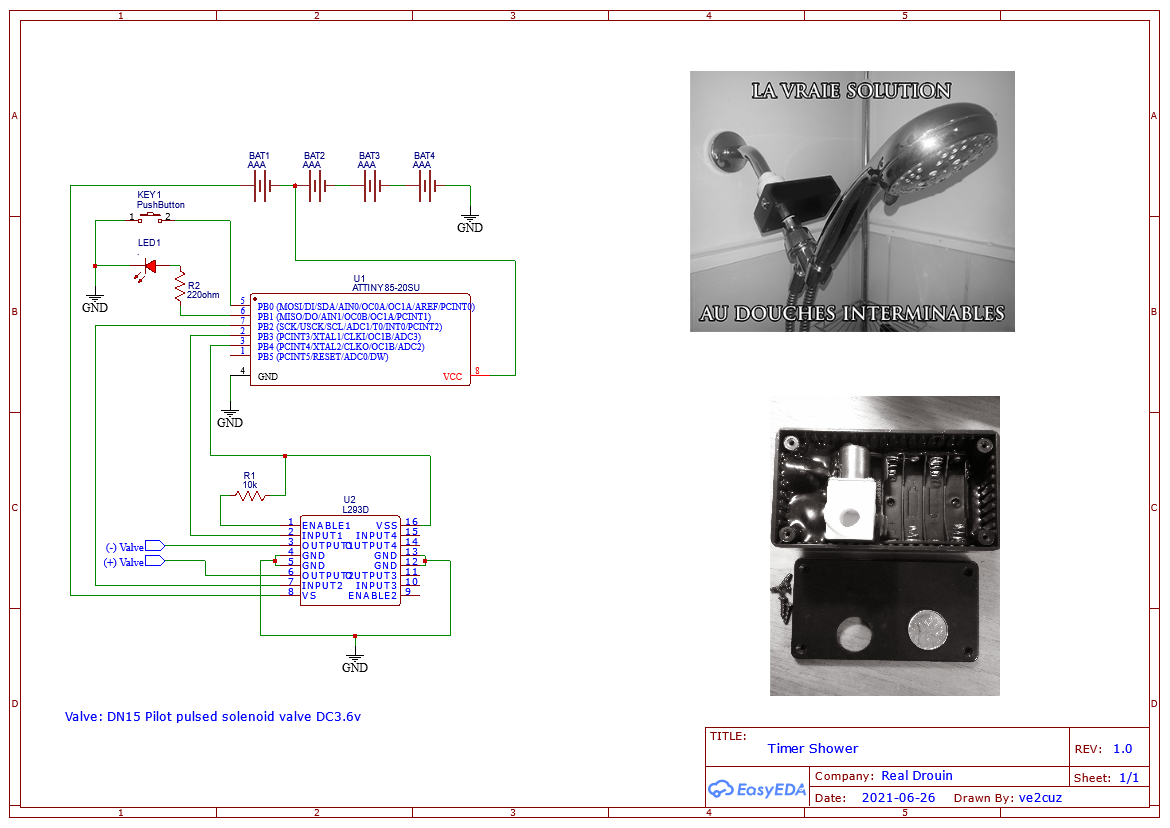 1 2 3 4 5
A A
B B
C C
D D
1 2 3 4 5
BAT1 BAT2 BAT3 BAT4
AAA AAA AAA AAA
GND
KEY1
PushButton
1 2
LED1
R2
220ohm
GND
U1
ATTINY85-20SU
5 PB0 (MOSI/DI/SDA/AIN0/OC0A/OC1A/AREF/PCINT0)
6 PB1 (MISO/DO/AIN1/OC0B/OC1A/PCINT1)
7 PB2 (SCK/USCK/SCL/ADC1/T0/INT0/PCINT2)
2 PB3 (PCINT3/XTAL1/CLKI/OC1B/ADC3)
3 PB4 (PCINT4/XTAL2/CLKO/OC1B/ADC2)
1 PB5 (PCINT5/RESET/ADC0/DW)
4 GND VCC 8
GND
R1
10k
U2
L293D
1 ENABLE1 VSS 16
2 INPUT1 INPUT4 15
3 OUTPUT1 OUTPUT4 14
4 GND GND 13
5 GND GND 12
6 OUTPUT2 OUTPUT3 11
7 INPUT2 INPUT3 10
8 VS ENABLE2 9
(-) Valve
(+) Valve
GND
Valve: DN15 Pilot pulsed solenoid valve DC3.6v
LA VRAIE SOLUTION
AU DOUCHES INTERMINABLES
TITLE:
Timer Shower
REV: 1.0
EasyEDA
Company: Real Drouin
Sheet: 1/1
Date: 2021-06-26 Drawn By: ve2cuz